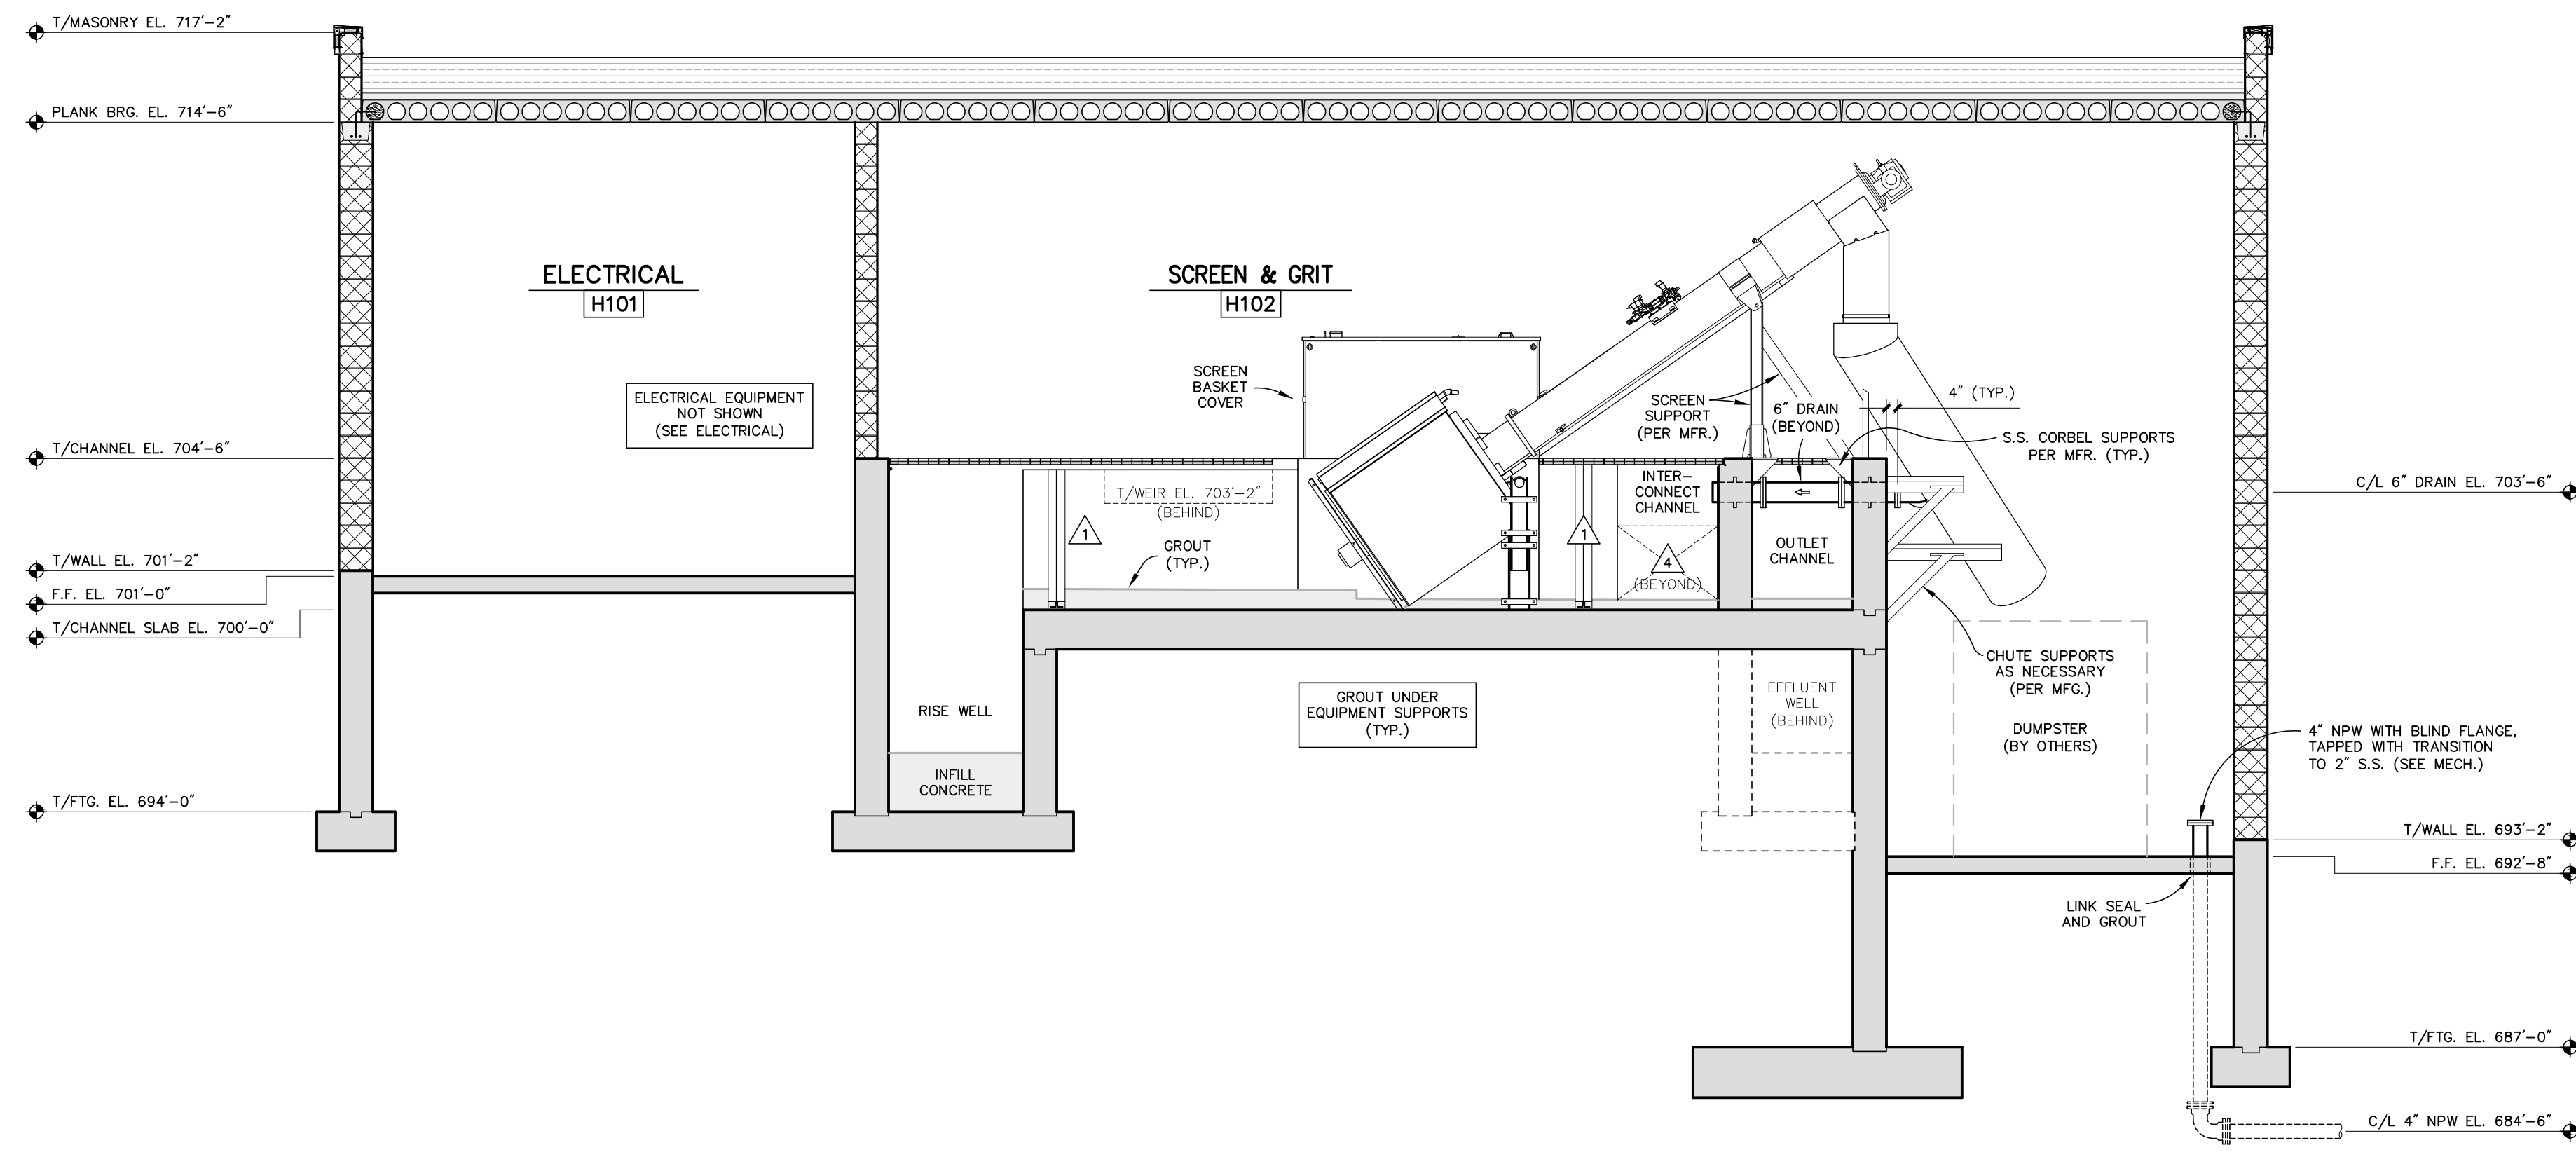 T/MASONRY EL. 717'-2"
PLANK BRG. EL. 714'-6"
ELECTRICAL
H101
SCREEN & GRIT
H102
SCREEN
BASKET
COVER
ELECTRICAL EQUIPMENT
NOT SHOWN
(SEE ELECTRICAL)
SCREEN
SUPPORT
(PER MFR.)
6" DRAIN
(BEYOND)
4" (TYP.)
S.S. CORBEL SUPPORTS
PER MFR. (TYP.)
T/CHANNEL EL. 704'-6"
C/L 6" DRAIN EL. 703'-6"
T/WEIR EL. 703'-2"
(BEHIND)
INTER-
CONNECT
CHANNEL
1
1
GROUT
(TYP.)
4
(BEYOND)
OUTLET
CHANNEL
T/WALL EL. 701'-2"
F.F. EL. 701'-0"
T/CHANNEL SLAB EL. 700'-0"
CHUTE SUPPORTS
AS NECESSARY
(PER MFG.)
RISE WELL
GROUT UNDER
EQUIPMENT SUPPORTS
(TYP.)
EFFLUENT
WELL
(BEHIND)
DUMPSTER
(BY OTHERS)
4" NPW WITH BLIND FLANGE,
TAPPED WITH TRANSITION
TO 2" S.S. (SEE MECH.)
INFILL
CONCRETE
T/FTG. EL. 694'-0"
T/WALL EL. 693'-2"
F.F. EL. 692'-8"
LINK SEAL
AND GROUT
T/FTG. EL. 687'-0"
C/L 4" NPW EL. 684'-6"